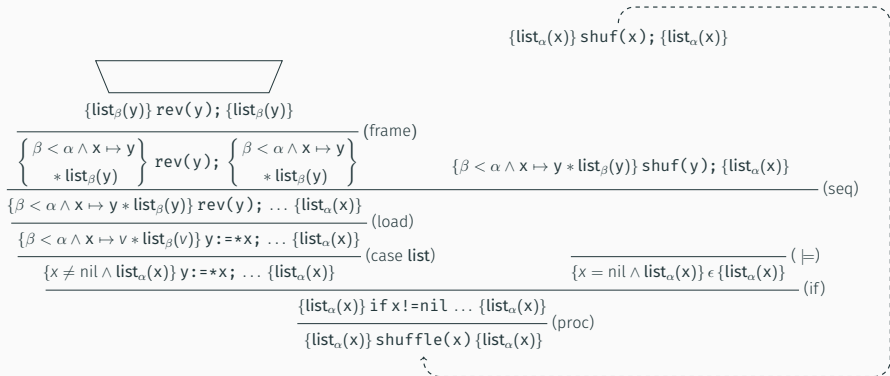 {list_α(x)} shuf(x); {list_α(x)}
{list_β(y)} rev(y); {list_β(y)}
(frame)
{ β < α ∧ x ↦ y * list_β(y) } rev(y); { β < α ∧ x ↦ y * list_β(y) }
{β < α ∧ x ↦ y * list_β(y)} shuf(y); {list_α(x)}
(seq)
{β < α ∧ x ↦ y * list_β(y)} rev(y); … {list_α(x)}
(load)
{β < α ∧ x ↦ v * list_β(v)} y:=*x; … {list_α(x)}
(case list)
(⊨)
{x ≠ nil ∧ list_α(x)} y:=*x; … {list_α(x)}
{x = nil ∧ list_α(x)} ϵ {list_α(x)}
(if)
{list_α(x)} if x!=nil … {list_α(x)}
(proc)
{list_α(x)} shuffle(x) {list_α(x)}